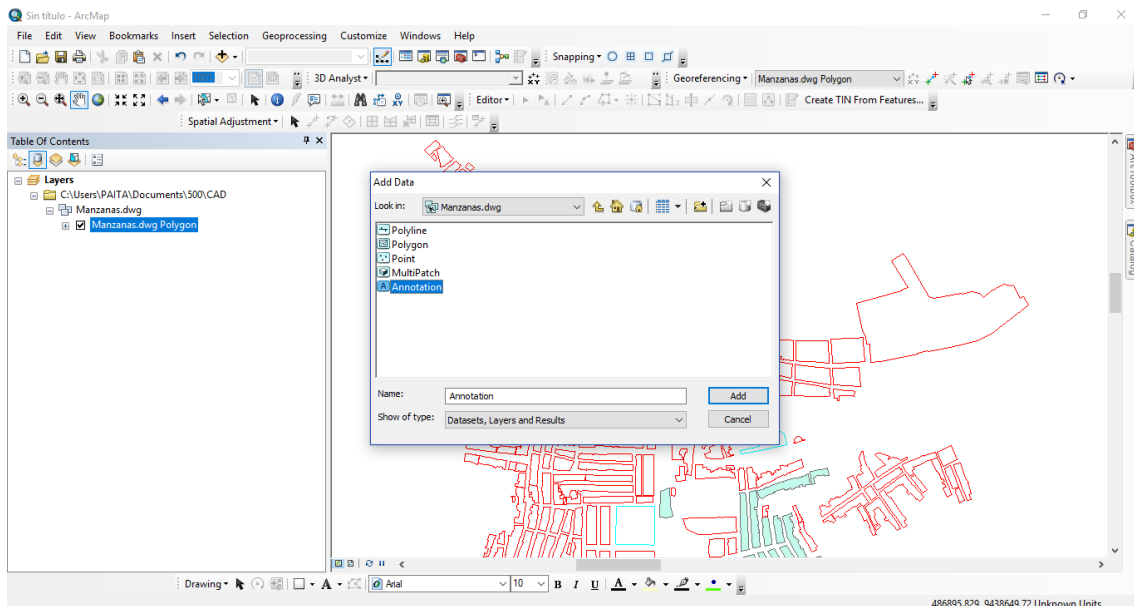 Sin título - ArcMap
File Edit View Bookmarks Insert Selection Geoprocessing Customize Windows Help
Snapping
3D Analyst
Georeferencing
Manzanas.dwg Polygon
Editor
Create TIN From Features...
Spatial Adjustment
Table Of Contents
Layers
C:\Users\PAITA\Documents\500\CAD
Manzanas.dwg
Manzanas.dwg Polygon
Add Data
Look in: Manzanas.dwg
Polyline
Polygon
Point
MultiPatch
Annotation
Name: Annotation
Add
Show of type: Datasets, Layers and Results
Cancel
ArcToolbox
Catalog
Drawing
A
Arial
10
B I U A
486895.829 9438649.72 Unknown Units